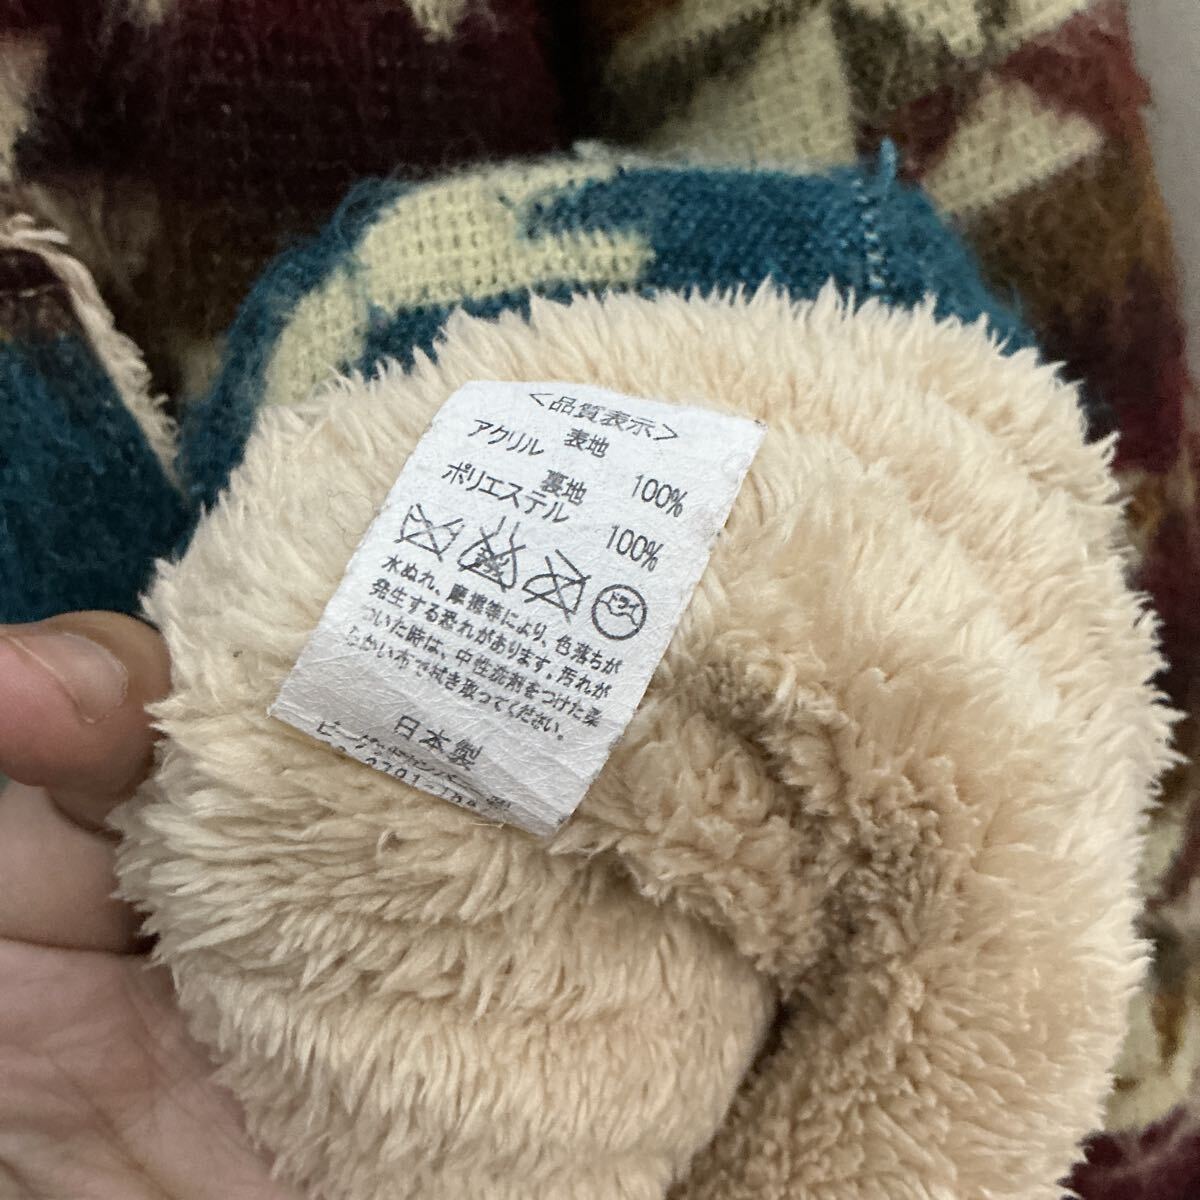 <品質表示>
表地
アクリル 100%
裏地
ポリエステル 100%
ドライ
水ぬれ、摩擦等により、色落ちが
発生する恐れがあります。汚れが
ついた時は、中性洗剤をつけた柔
らかい布で拭き取ってください。
日本製